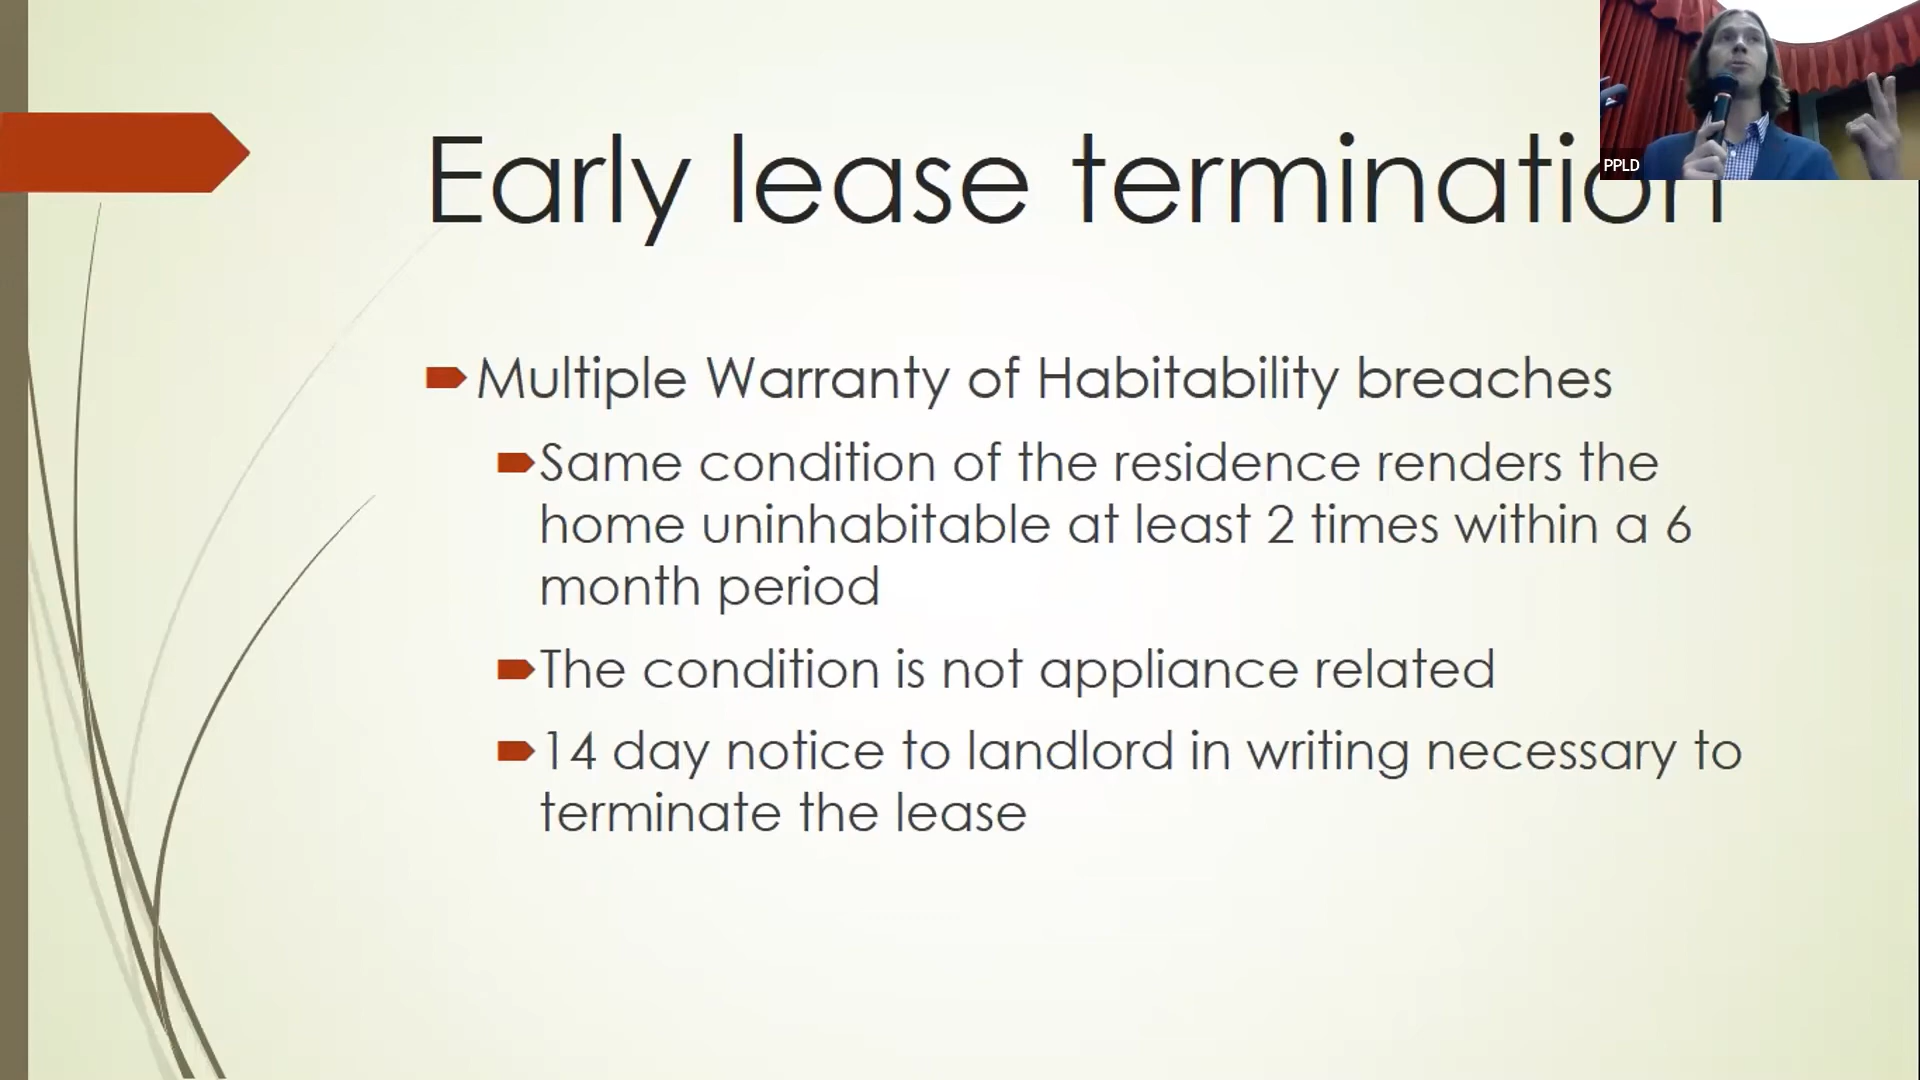 PPLD
Early lease termination
Multiple Warranty of Habitability breaches
Same condition of the residence renders the
home uninhabitable at least 2 times within a 6
month period
The condition is not appliance related
14 day notice to landlord in writing necessary to
terminate the lease